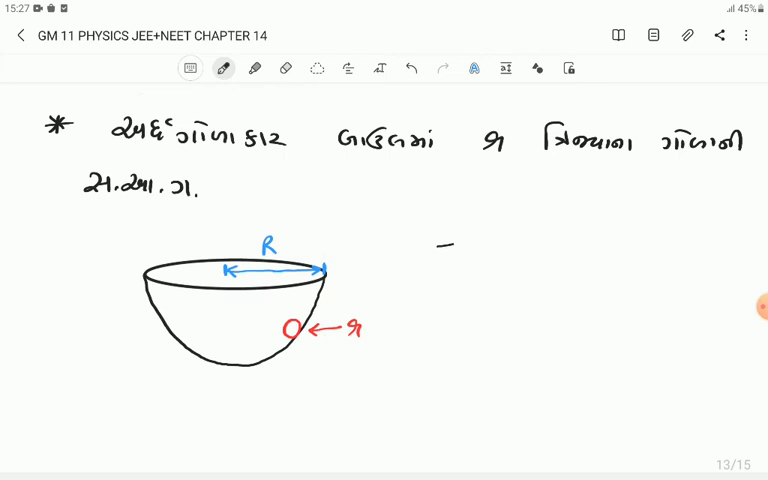 15:27
45%
GM 11 PHYSICS JEE+NEET CHAPTER 14
* અર્ધગોળાકાર બાઉલમાં r ત્રિજ્યાના ગોળાની
સ.આ.ગ.
R
r
13/15